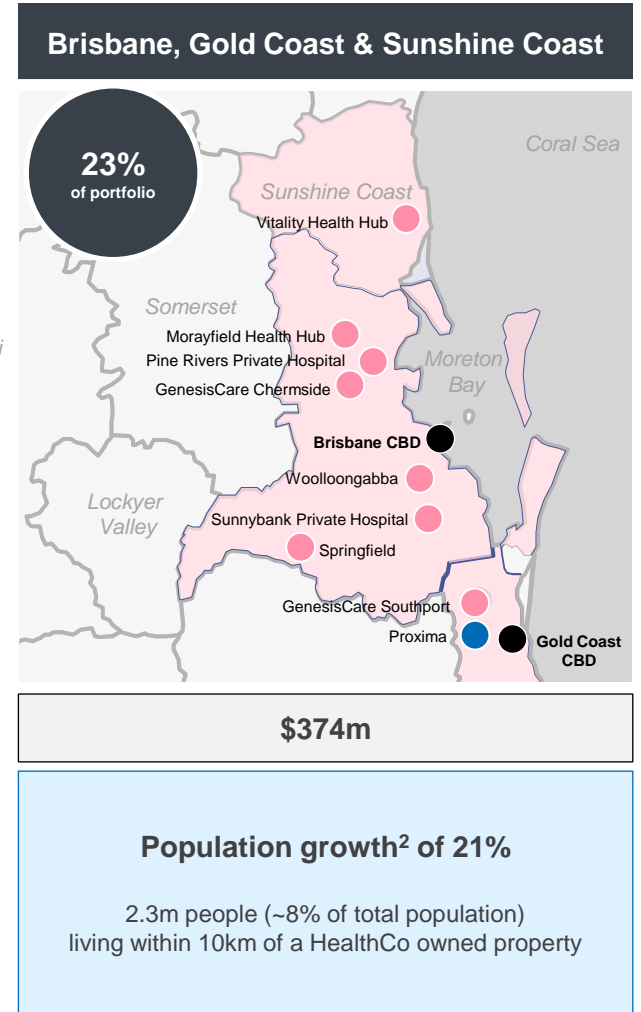 Brisbane, Gold Coast & Sunshine Coast
23%
of portfolio
Coral Sea
Sunshine Coast
Vitality Health Hub
Somerset
Morayfield Health Hub
Pine Rivers Private Hospital
Moreton
Bay
GenesisCare Chermside
Brisbane CBD
Woolloongabba
Lockyer
Valley
Sunnybank Private Hospital
Springfield
GenesisCare Southport
Proxima
Gold Coast
CBD
$374m
Population growth² of 21%
2.3m people (~8% of total population)
living within 10km of a HealthCo owned property